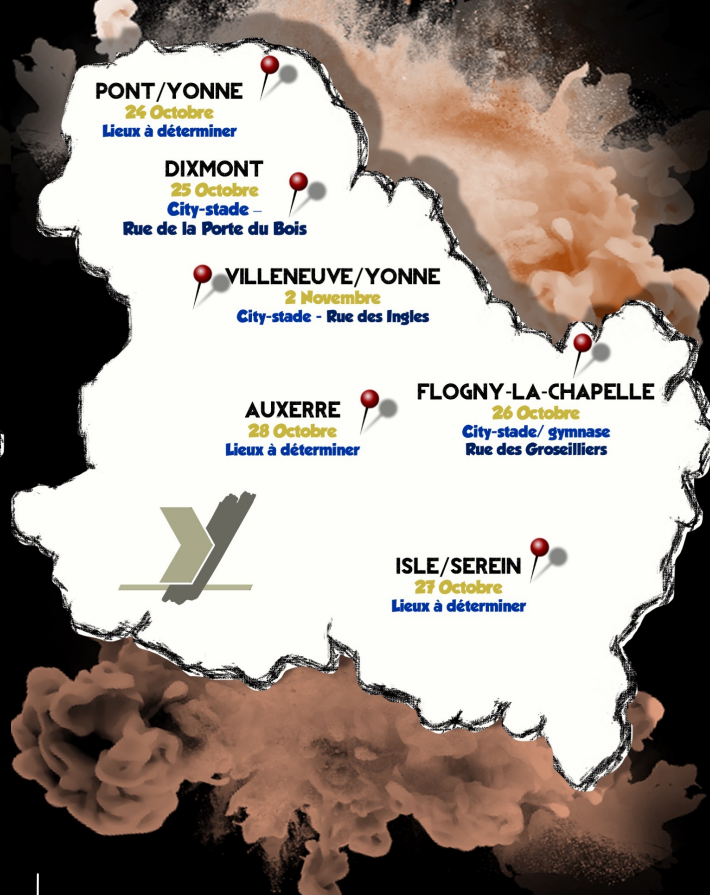 PONT/YONNE
24 Octobre
Lieux à déterminer
DIXMONT
25 Octobre
City-stade –
Rue de la Porte du Bois
VILLENEUVE/YONNE
2 Novembre
City-stade - Rue des Ingles
FLOGNY-LA-CHAPELLE
26 Octobre
City-stade/ gymnase
Rue des Groseilliers
AUXERRE
28 Octobre
Lieux à déterminer
ISLE/SEREIN
27 Octobre
Lieux à déterminer